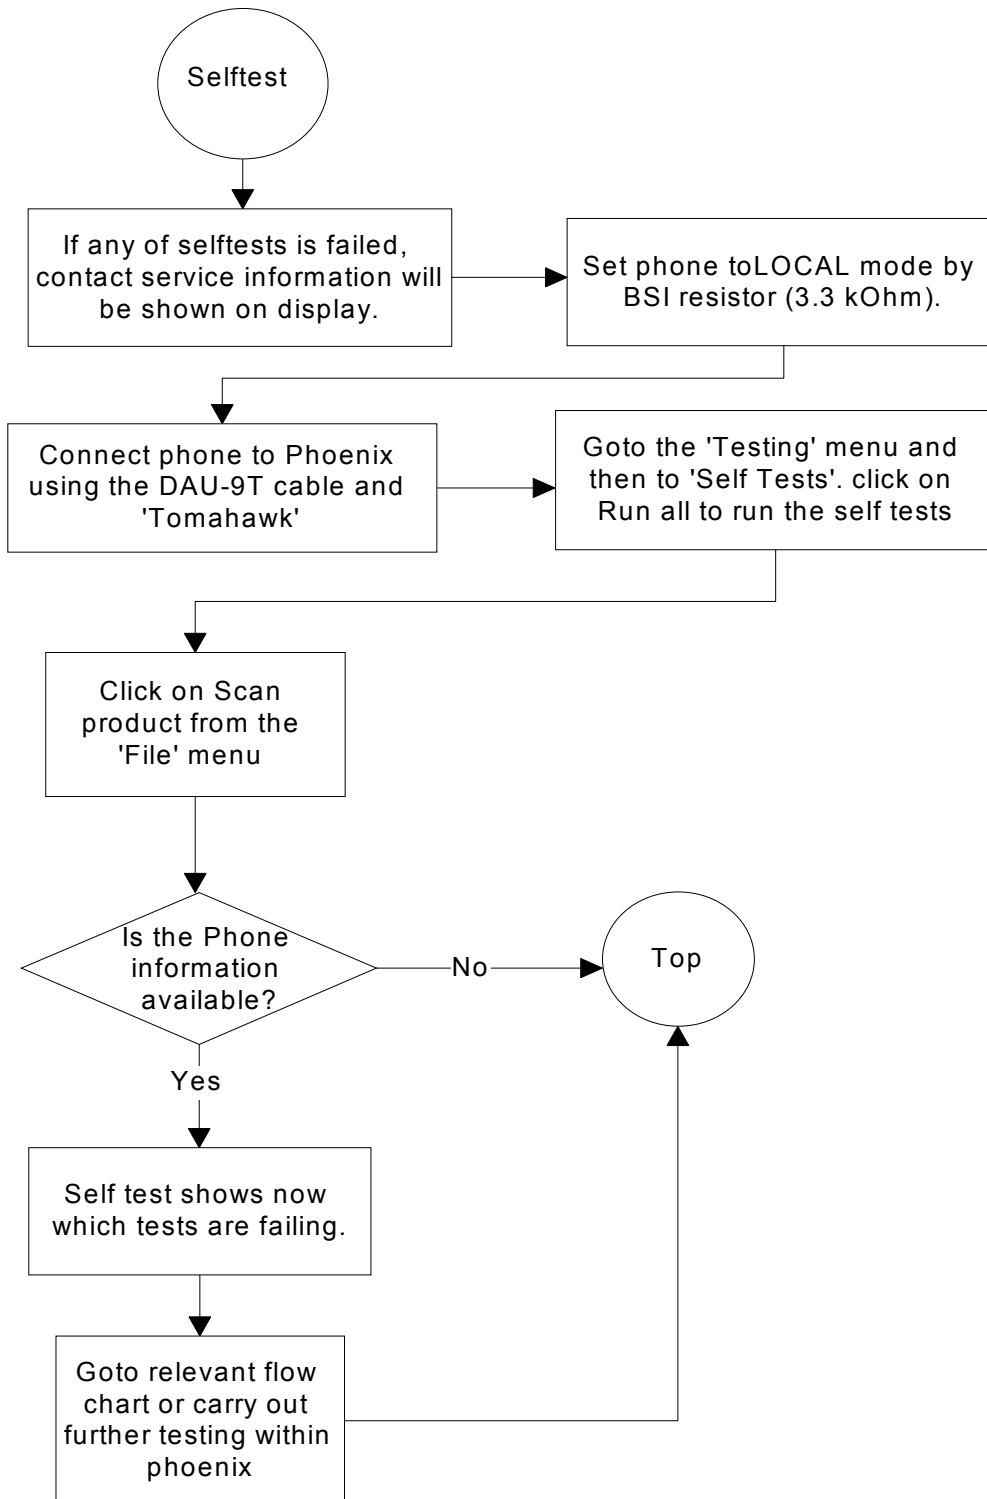 Selftest
If any of selftests is failed,
contact service information will
be shown on display.
Set phone toLOCAL mode by
BSI resistor (3.3 kOhm).
Connect phone to Phoenix
using the DAU-9T cable and
'Tomahawk'
Goto the 'Testing' menu and
then to 'Self Tests'. click on
Run all to run the self tests
Click on Scan
product from the
'File' menu
Is the Phone
information
available?
No
Top
Yes
Self test shows now
which tests are failing.
Goto relevant flow
chart or carry out
further testing within
phoenix